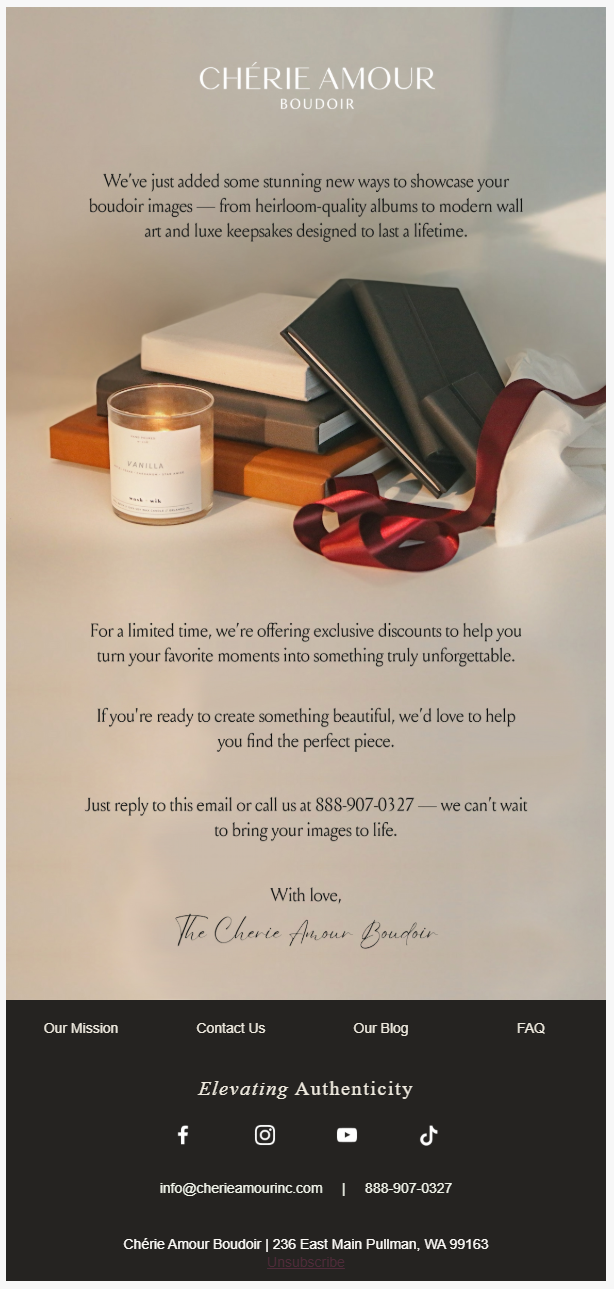 CHÉRIE AMOUR
BOUDOIR
We've just added some stunning new ways to showcase your
boudoir images — from heirloom-quality albums to modern wall
art and luxe keepsakes designed to last a lifetime.
VANILLA
For a limited time, we're offering exclusive discounts to help you
turn your favorite moments into something truly unforgettable.
If you're ready to create something beautiful, we'd love to help
you find the perfect piece.
Just reply to this email or call us at 888-907-0327 — we can't wait
to bring your images to life.
With love,
The Cherie Amour Boudoir
Our Mission Contact Us Our Blog FAQ
Elevating Authenticity
info@cherieamourinc.com | 888-907-0327
Chérie Amour Boudoir | 236 East Main Pullman, WA 99163
Unsubscribe